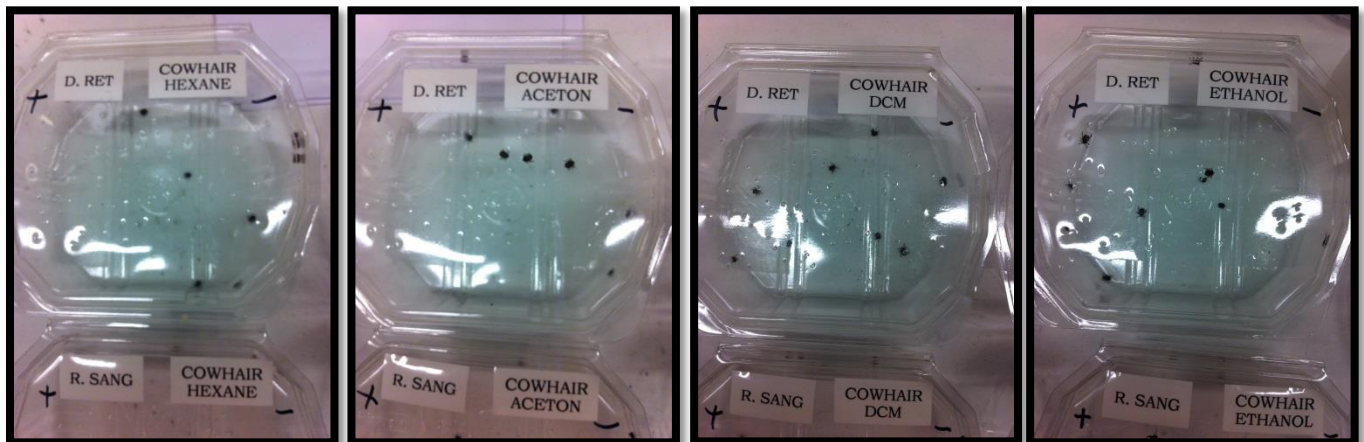 + D. RET COWHAIR
HEXANE -
+ R. SANG COWHAIR
HEXANE -
+ D. RET COWHAIR
ACETON -
+ R. SANG COWHAIR
ACETON -
+ D. RET COWHAIR
DCM -
+ R. SANG COWHAIR
DCM -
+ D. RET COWHAIR
ETHANOL -
+ R. SANG COWHAIR
ETHANOL -